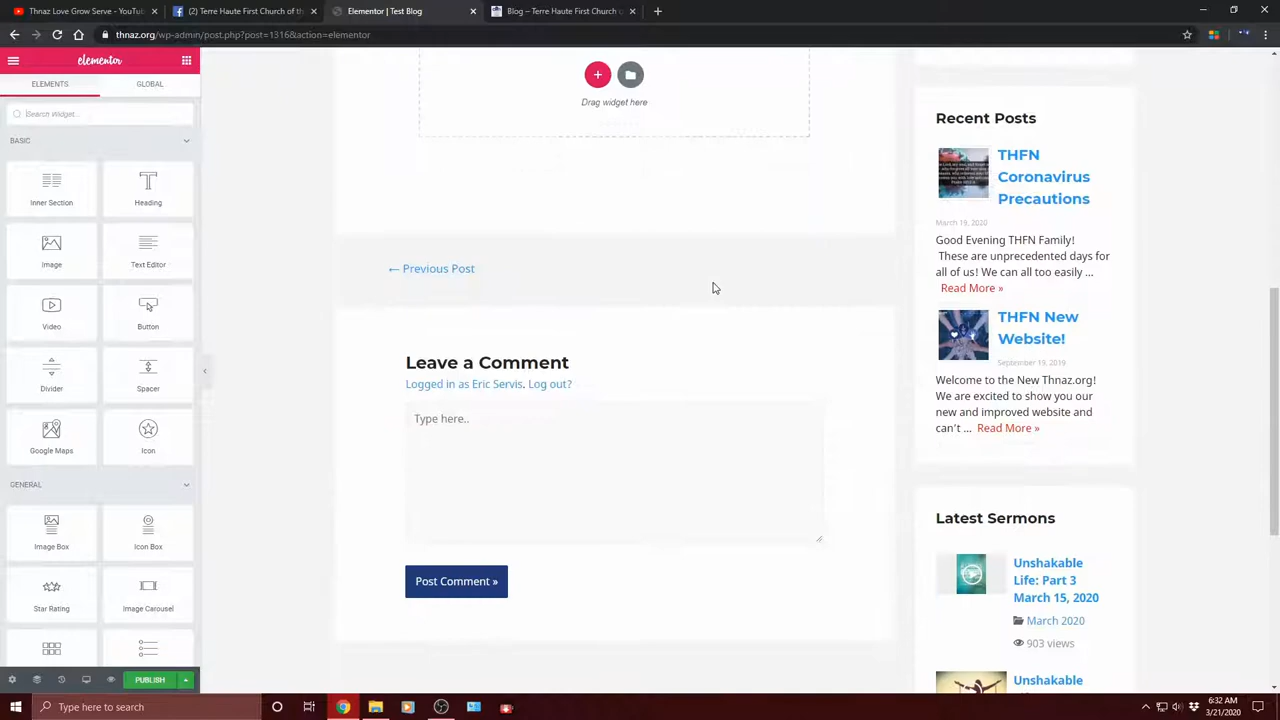 Thnaz Love Grow Serve - YouTu
(2) Terre Haute First Church of th
Elementor | Test Blog
Blog – Terre Haute First Church
thnaz.org/wp-admin/post.php?post=1316&action=elementor
elementor
ELEMENTS
GLOBAL
Search Widget...
BASIC
Inner Section
Heading
Image
Text Editor
Video
Button
Divider
Spacer
Google Maps
Icon
GENERAL
Image Box
Icon Box
Star Rating
Image Carousel
PUBLISH
Drag widget here
← Previous Post
Leave a Comment
Logged in as Eric Servis. Log out?
Type here..
Post Comment »
Recent Posts
THFN
Coronavirus
Precautions
March 19, 2020
Good Evening THFN Family!
These are unprecedented days for
all of us! We can all too easily ...
Read More »
THFN New
Website!
September 19, 2019
Welcome to the New Thnaz.org!
We are excited to show you our
new and improved website and
can't ... Read More »
Latest Sermons
Unshakable
Life: Part 3
March 15, 2020
March 2020
903 views
Unshakable
Type here to search
6:32 AM
3/21/2020